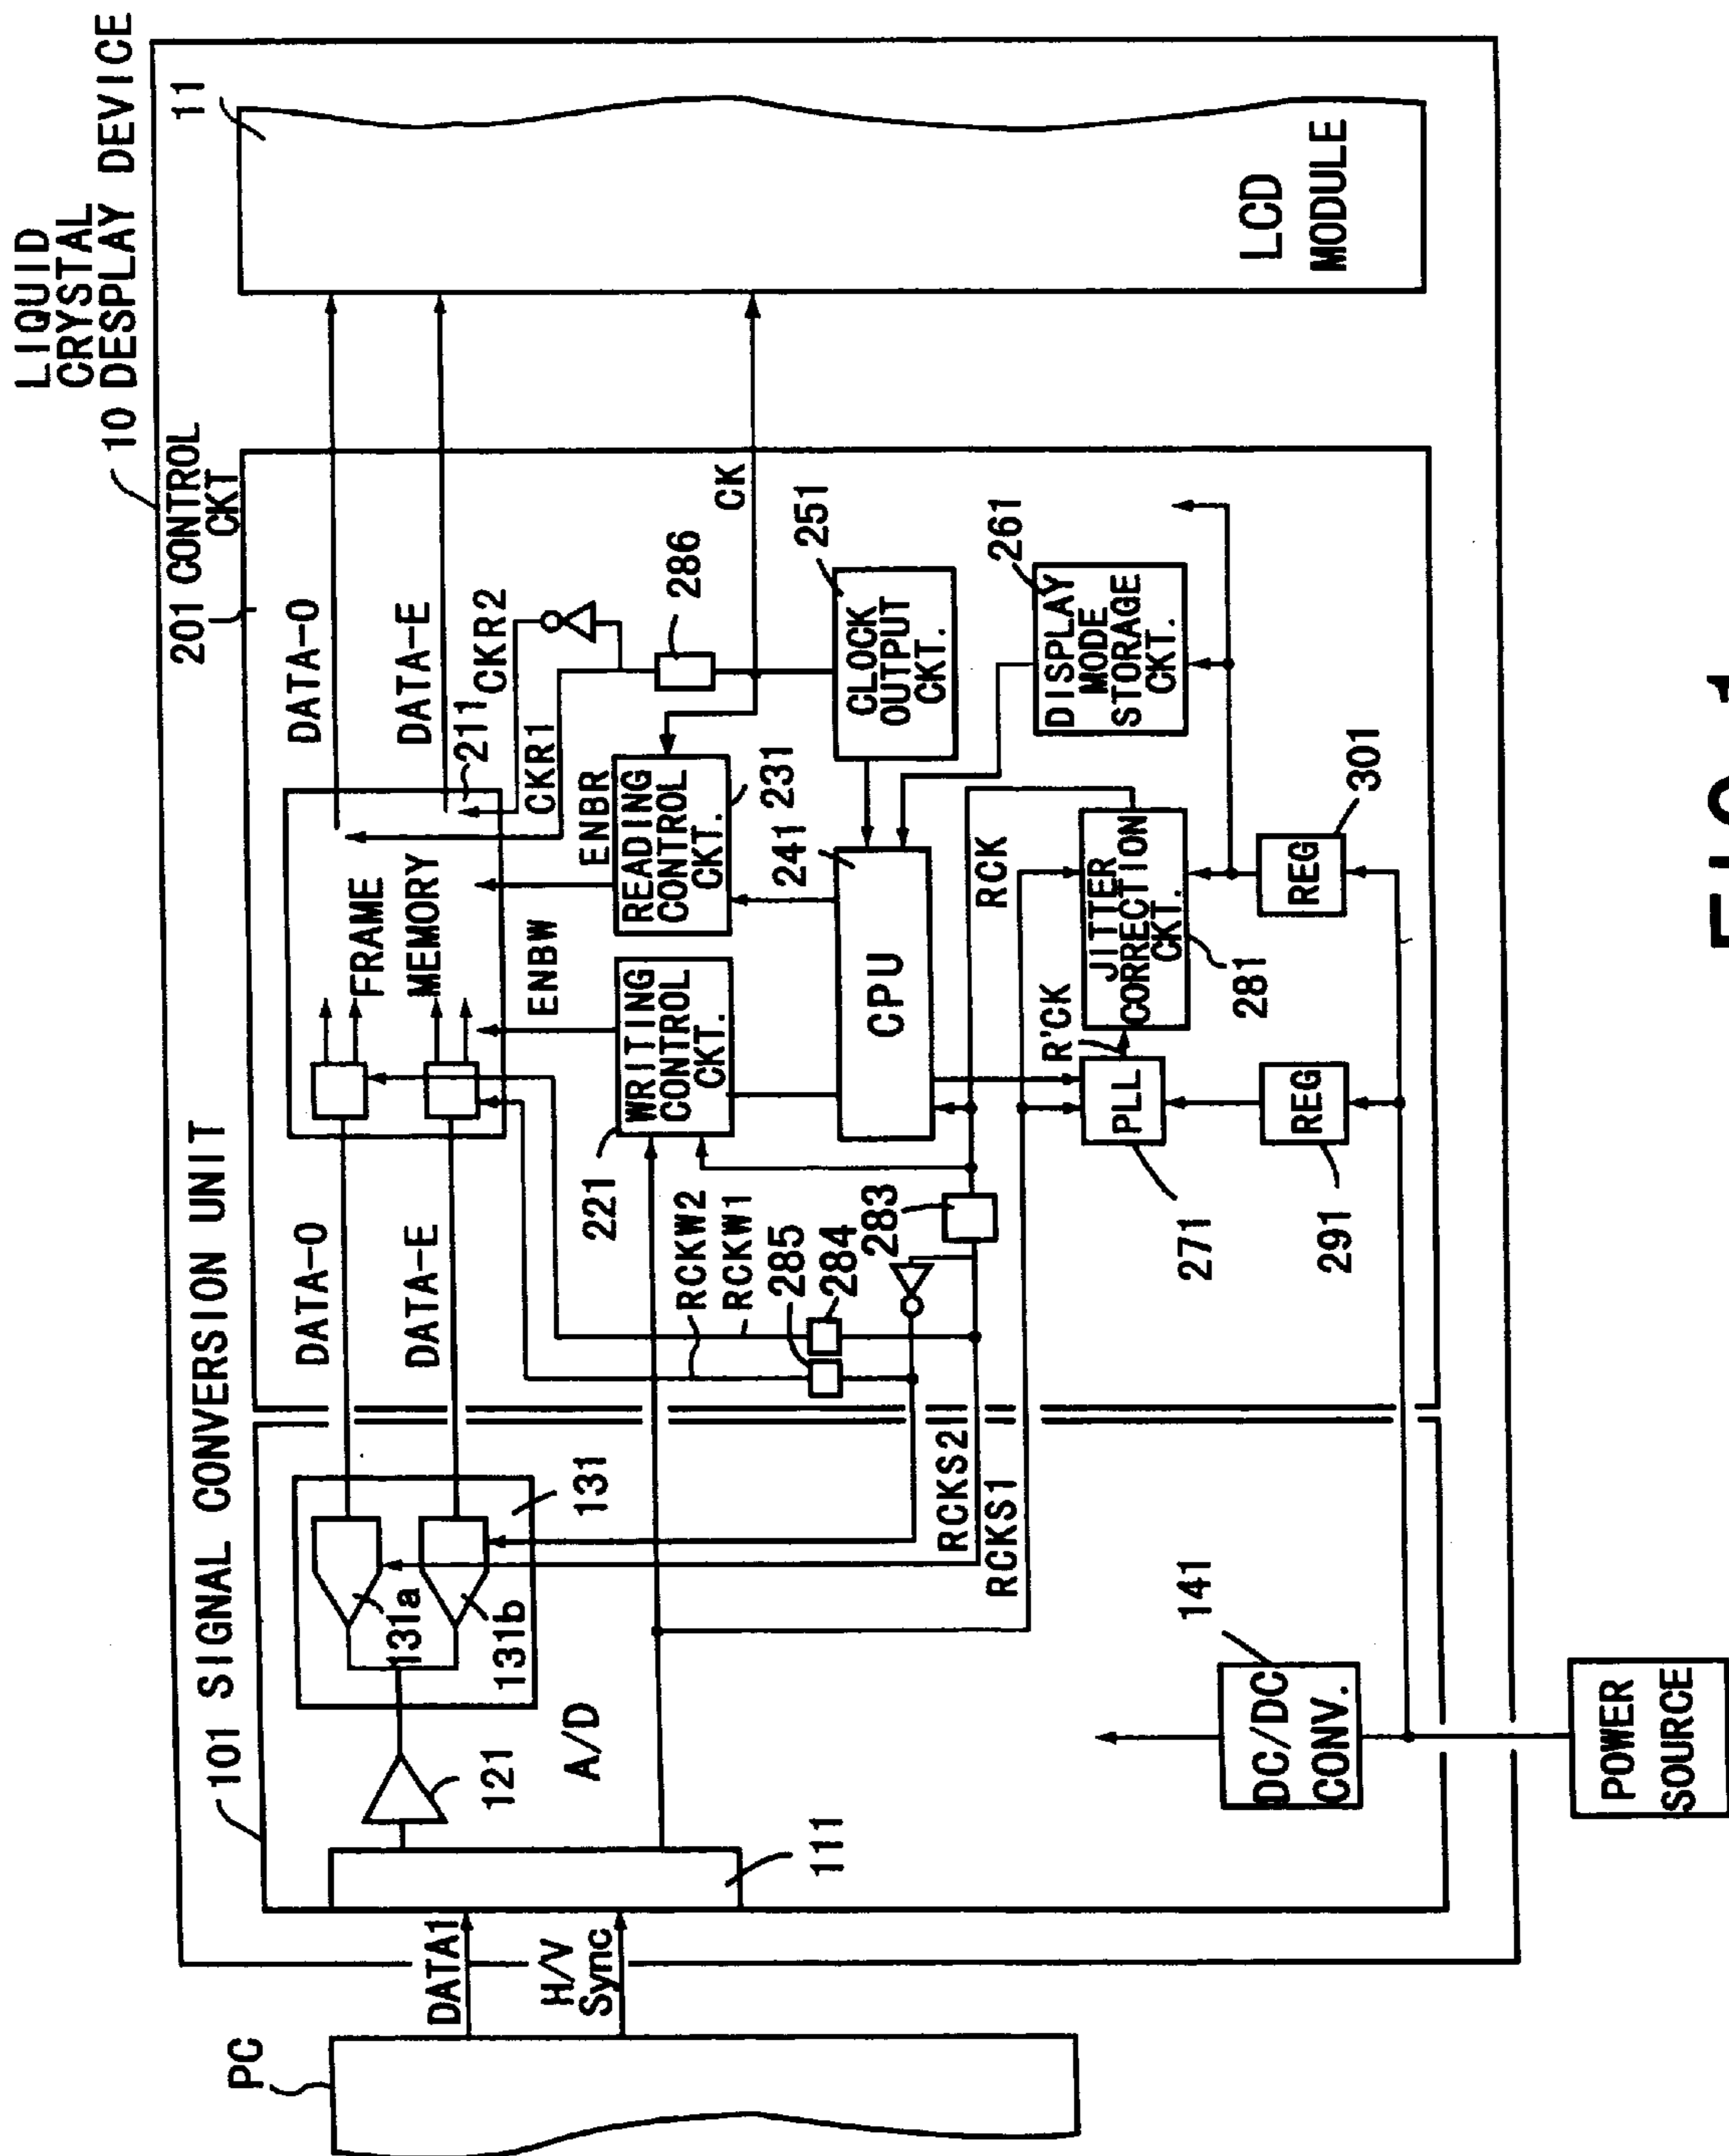 LIQUID
CRYSTAL
10 DESPLAY DEVICE
11
201 CONTROL
CKT
101 SIGNAL CONVERSION UNIT
PC
DATA1
H/V
Sync
111
121
A/D
131a
131b
131
DATA-O
DATA-E
RCKS2
RCKS1
141
DC/DC
CONV.
POWER
SOURCE
FRAME
MEMORY
211
DATA-O
DATA-E
ENBW
ENBR
CKR1
CKR2
CK
221
WRITING
CONTROL
CKT.
READING
CONTROL
CKT.
231
286
RCKW2
RCKW1
285
284
283
241
CPU
251
CLOCK
OUTPUT
CKT.
261
DISPLAY
MODE
STORAGE
CKT.
RCK
R'CK
271
PLL
JITTER
CORRECTION
CKT.
281
291
REG
REG
301
LCD
MODULE